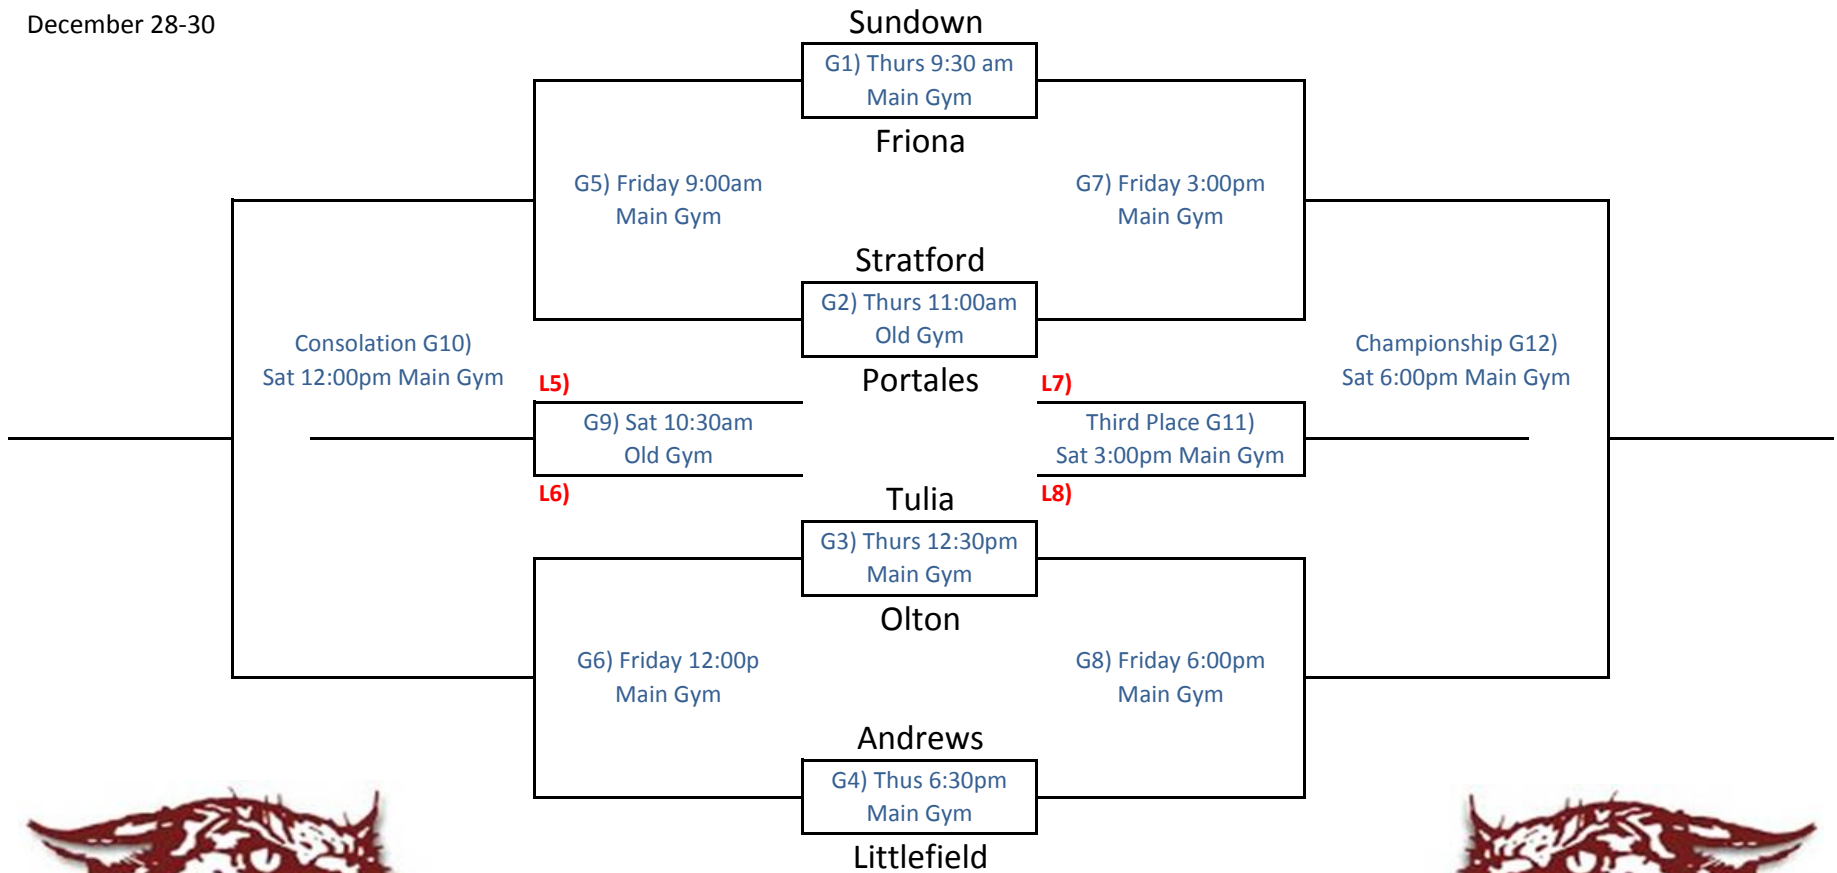 December 28-30
Sundown
G1) Thurs 9:30 am
Main Gym
Friona
G5) Friday 9:00am
Main Gym
G7) Friday 3:00pm
Main Gym
Stratford
G2) Thurs 11:00am
Old Gym
Portales
Consolation G10)
Sat 12:00pm Main Gym
Championship G12)
Sat 6:00pm Main Gym
L5)
G9) Sat 10:30am
Old Gym
L6)
L7)
Third Place G11)
Sat 3:00pm Main Gym
L8)
Tulia
G3) Thurs 12:30pm
Main Gym
Olton
G6) Friday 12:00p
Main Gym
G8) Friday 6:00pm
Main Gym
Andrews
G4) Thus 6:30pm
Main Gym
Littlefield